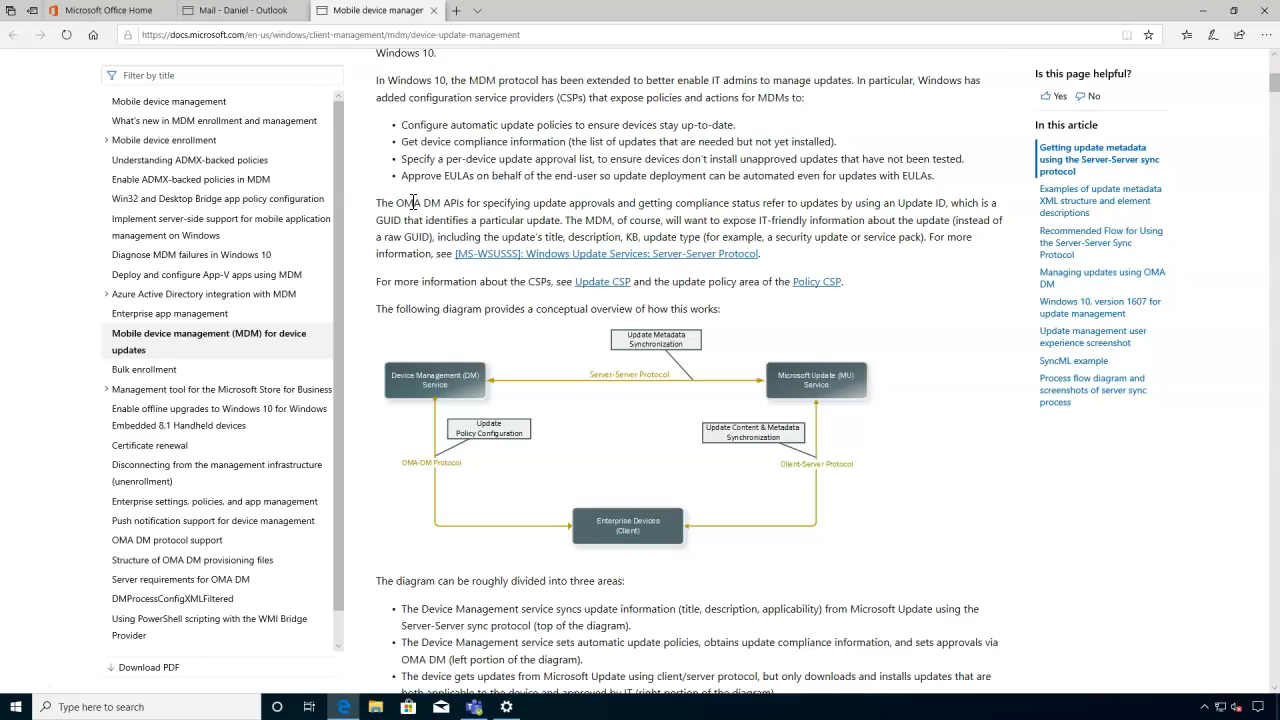 Microsoft Office Home
Mail - Daniel - Outlook
Mobile device manager
https://docs.microsoft.com/en-us/windows/client-management/mdm/device-update-management
Filter by title
Mobile device management
What's new in MDM enrollment and management
Mobile device enrollment
Understanding ADMX-backed policies
Enable ADMX-backed policies in MDM
Win32 and Desktop Bridge app policy configuration
Implement server-side support for mobile application
management on Windows
Diagnose MDM failures in Windows 10
Deploy and configure App-V apps using MDM
Azure Active Directory integration with MDM
Enterprise app management
Mobile device management (MDM) for device
updates
Bulk enrollment
Management tool for the Microsoft Store for Business
Enable offline upgrades to Windows 10 for Windows
Embedded 8.1 Handheld devices
Certificate renewal
Disconnecting from the management infrastructure
(unenrollment)
Enterprise settings, policies, and app management
Push notification support for device management
OMA DM protocol support
Structure of OMA DM provisioning files
Server requirements for OMA DM
DMProcessConfigXMLFiltered
Using PowerShell scripting with the WMI Bridge
Provider
Download PDF
Windows 10.
In Windows 10, the MDM protocol has been extended to better enable IT admins to manage updates. In particular, Windows has
added configuration service providers (CSPs) that expose policies and actions for MDMs to:
• Configure automatic update policies to ensure devices stay up-to-date.
• Get device compliance information (the list of updates that are needed but not yet installed).
• Specify a per-device update approval list, to ensure devices don't install unapproved updates that have not been tested.
• Approve EULAs on behalf of the end-user so update deployment can be automated even for updates with EULAs.
The OMA DM APIs for specifying update approvals and getting compliance status refer to updates by using an Update ID, which is a
GUID that identifies a particular update. The MDM, of course, will want to expose IT-friendly information about the update (instead of
a raw GUID), including the update's title, description, KB, update type (for example, a security update or service pack). For more
information, see [MS-WSUSSS]: Windows Update Services: Server-Server Protocol.
For more information about the CSPs, see Update CSP and the update policy area of the Policy CSP.
The following diagram provides a conceptual overview of how this works:
Update Metadata
Synchronization
Device Management (DM)
Service
Server-Server Protocol
Microsoft Update (MU)
Service
Update
Policy Configuration
Update Content & Metadata
Synchronization
OMA-DM Protocol
Client-Server Protocol
Enterprise Devices
(Client)
The diagram can be roughly divided into three areas:
• The Device Management service syncs update information (title, description, applicability) from Microsoft Update using the
Server-Server sync protocol (top of the diagram).
• The Device Management service sets automatic update policies, obtains update compliance information, and sets approvals via
OMA DM (left portion of the diagram).
• The device gets updates from Microsoft Update using client/server protocol, but only downloads and installs updates that are
both applicable to the device and approved by IT (right portion of the diagram).
Is this page helpful?
Yes No
In this article
Getting update metadata
using the Server-Server sync
protocol
Examples of update metadata
XML structure and element
descriptions
Recommended Flow for Using
the Server-Server Sync
Protocol
Managing updates using OMA
DM
Windows 10, version 1607 for
update management
Update management user
experience screenshot
SyncML example
Process flow diagram and
screenshots of server sync
process
Type here to search